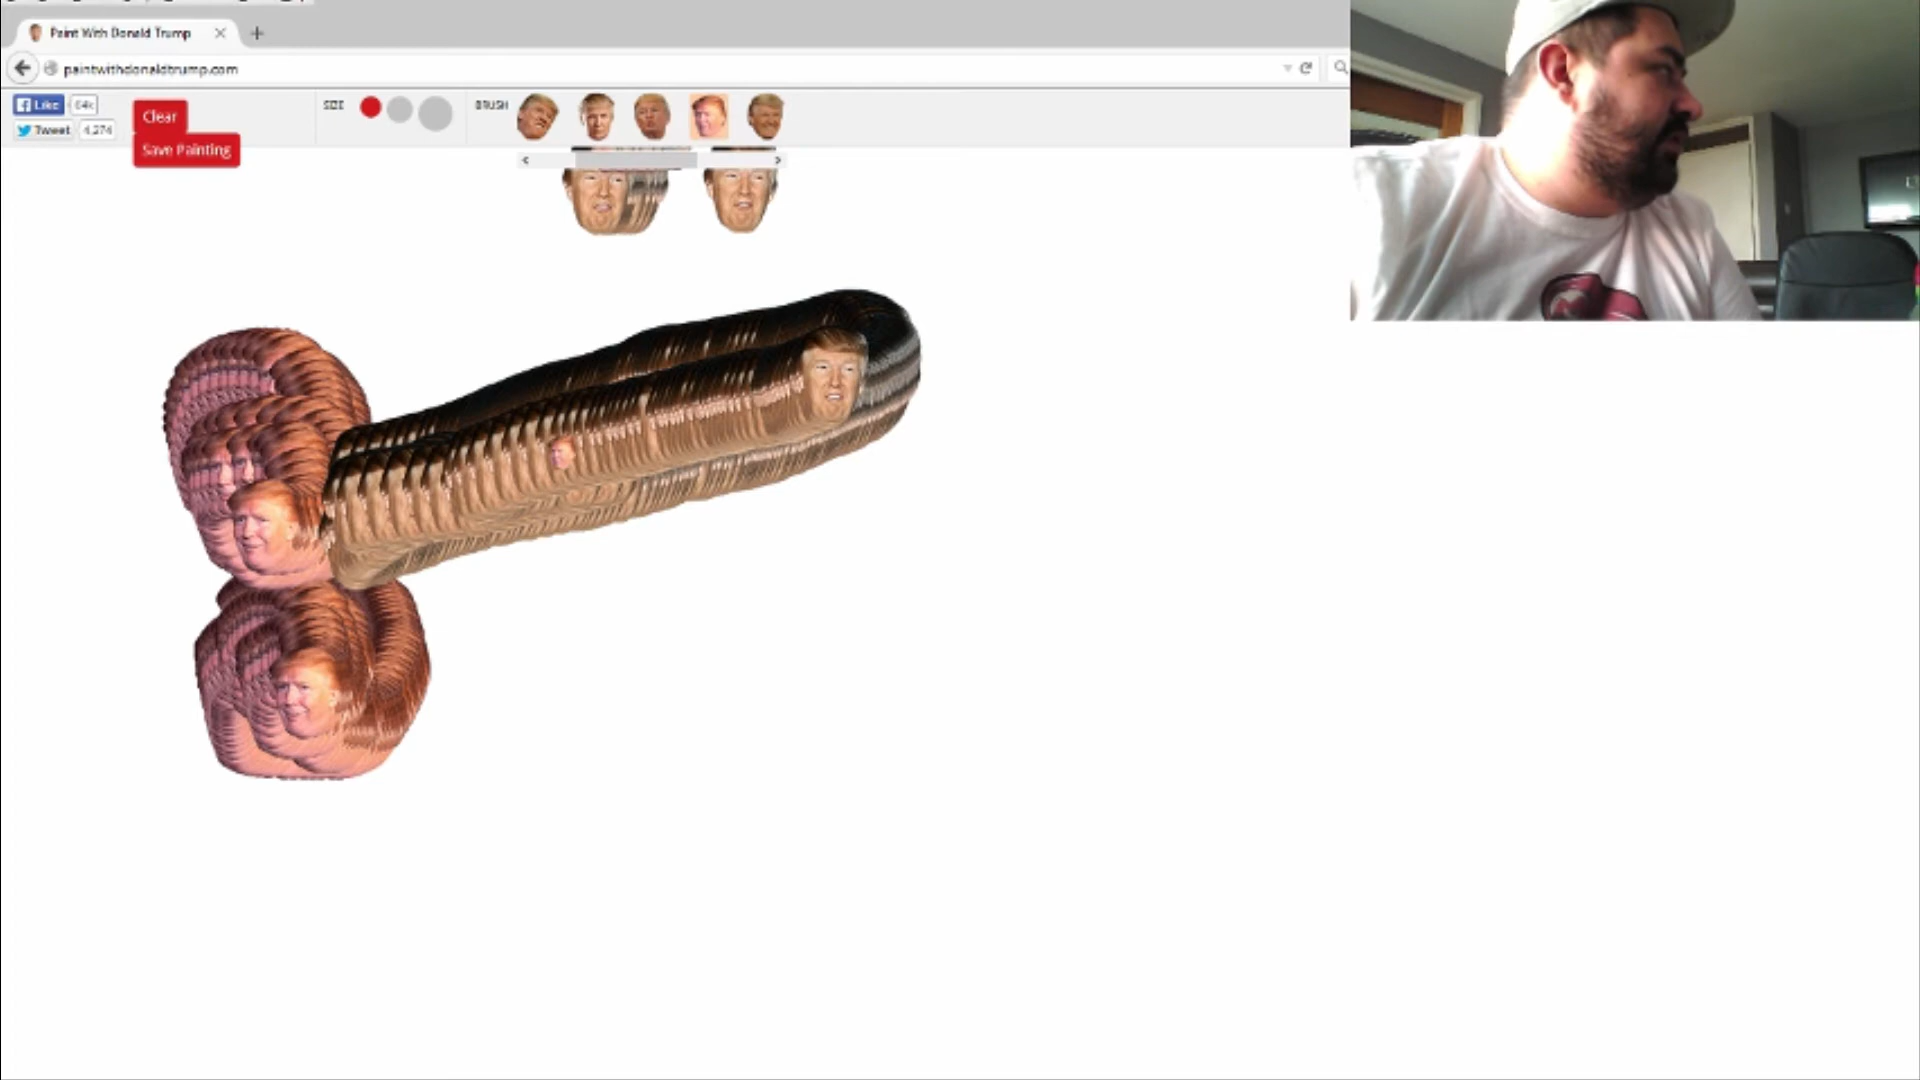 Paint With Donald Trump
paintwithdonaldtrump.com
Like 64k
Tweet 4,274
Clear
Save Painting
SIZE
BRUSH